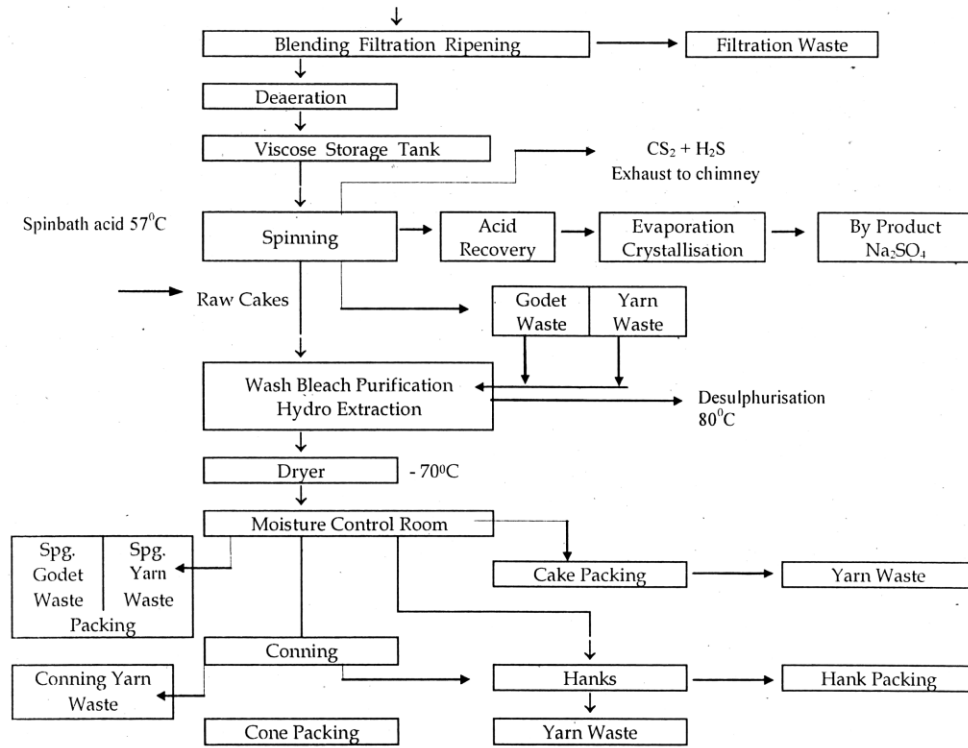 Blending Filtration Ripening
Filtration Waste
Deaeration
Viscose Storage Tank
CS₂ + H₂S
Exhaust to chimney
Spinbath acid 57⁰C
Spinning
Acid
Recovery
Evaporation
Crystallisation
By Product
Na₂SO₄
Raw Cakes
Godet
Waste
Yarn
Waste
Wash Bleach Purification
Hydro Extraction
Desulphurisation
80⁰C
Dryer
- 70⁰C
Moisture Control Room
Spg.
Godet
Waste
Spg.
Yarn
Waste
Packing
Cake Packing
Yarn Waste
Conning
Conning Yarn
Waste
Hanks
Hank Packing
Cone Packing
Yarn Waste